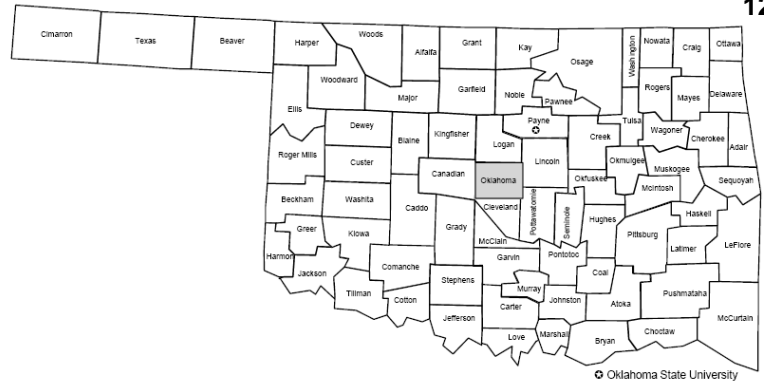 12
Cimarron
Texas
Beaver
Harper
Woods
Alfalfa
Grant
Kay
Osage
Washington
Nowata
Craig
Ottawa
Woodward
Ellis
Major
Garfield
Noble
Pawnee
Rogers
Mayes
Delaware
Dewey
Blaine
Kingfisher
Logan
Payne
Creek
Tulsa
Wagoner
Cherokee
Adair
Roger Mills
Custer
Canadian
Oklahoma
Lincoln
Okfuskee
Okmulgee
Muskogee
McIntosh
Sequoyah
Beckham
Washita
Caddo
Grady
Cleveland
Pottawatomie
Seminole
Hughes
Pittsburg
Haskell
Latimer
LeFlore
Greer
Kiowa
McClain
Garvin
Pontotoc
Coal
Harmon
Jackson
Tillman
Comanche
Cotton
Stephens
Murray
Carter
Johnston
Atoka
Pushmataha
McCurtain
Jefferson
Love
Marshall
Bryan
Choctaw
Oklahoma State University